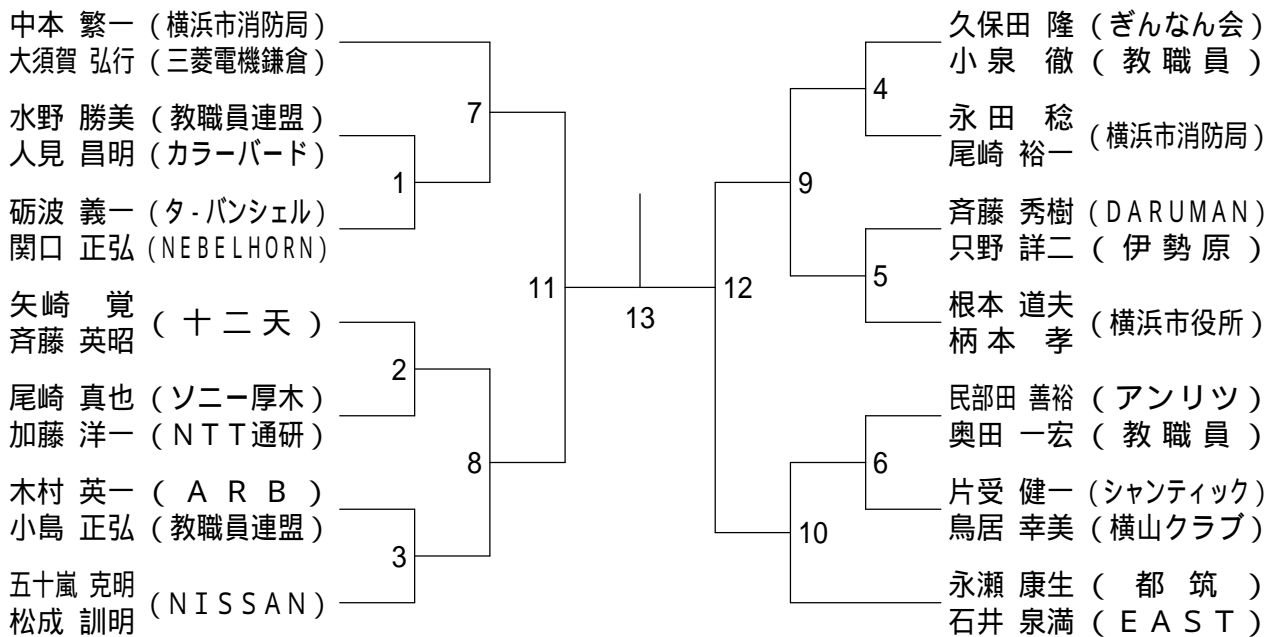 中本 繁一 (横浜市消防局)
大須賀 弘行 (三菱電機鎌倉)
水野 勝美 (教職員連盟)
人見 昌明 (カラーバード)
砺波 義一 (タ-バンシェル)
関口 正弘 (NEBELHORN)
矢崎 覚
斉藤 英昭
(十二天)
尾崎 真也 (ソニー厚木)
加藤 洋一 (NTT通研)
木村 英一 (ARB)
小島 正弘 (教職員連盟)
五十嵐 克明
松成 訓明
(NISSAN)
7
1
2
8
3
11
13
12
9
4
5
10
6
久保田 隆 (ぎんなん会)
小泉 徹 (教職員)
永田 稔
尾崎 裕一
(横浜市消防局)
斉藤 秀樹 (DARUMAN)
只野 詳二 (伊勢原)
根本 道夫
柄本 孝
(横浜市役所)
民部田 善裕 (アンリツ)
奥田 一宏 (教職員)
片受 健一 (シャンティック)
鳥居 幸美 (横山クラブ)
永瀬 康生 (都筑)
石井 泉満 (EAST)